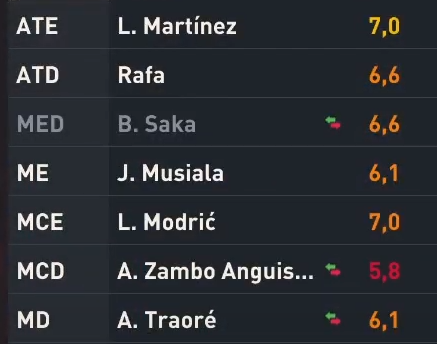 ATE L. Martínez 7,0
ATD Rafa 6,6
MED B. Saka 6,6
ME J. Musiala 6,1
MCE L. Modrić 7,0
MCD A. Zambo Anguis... 5,8
MD A. Traoré 6,1